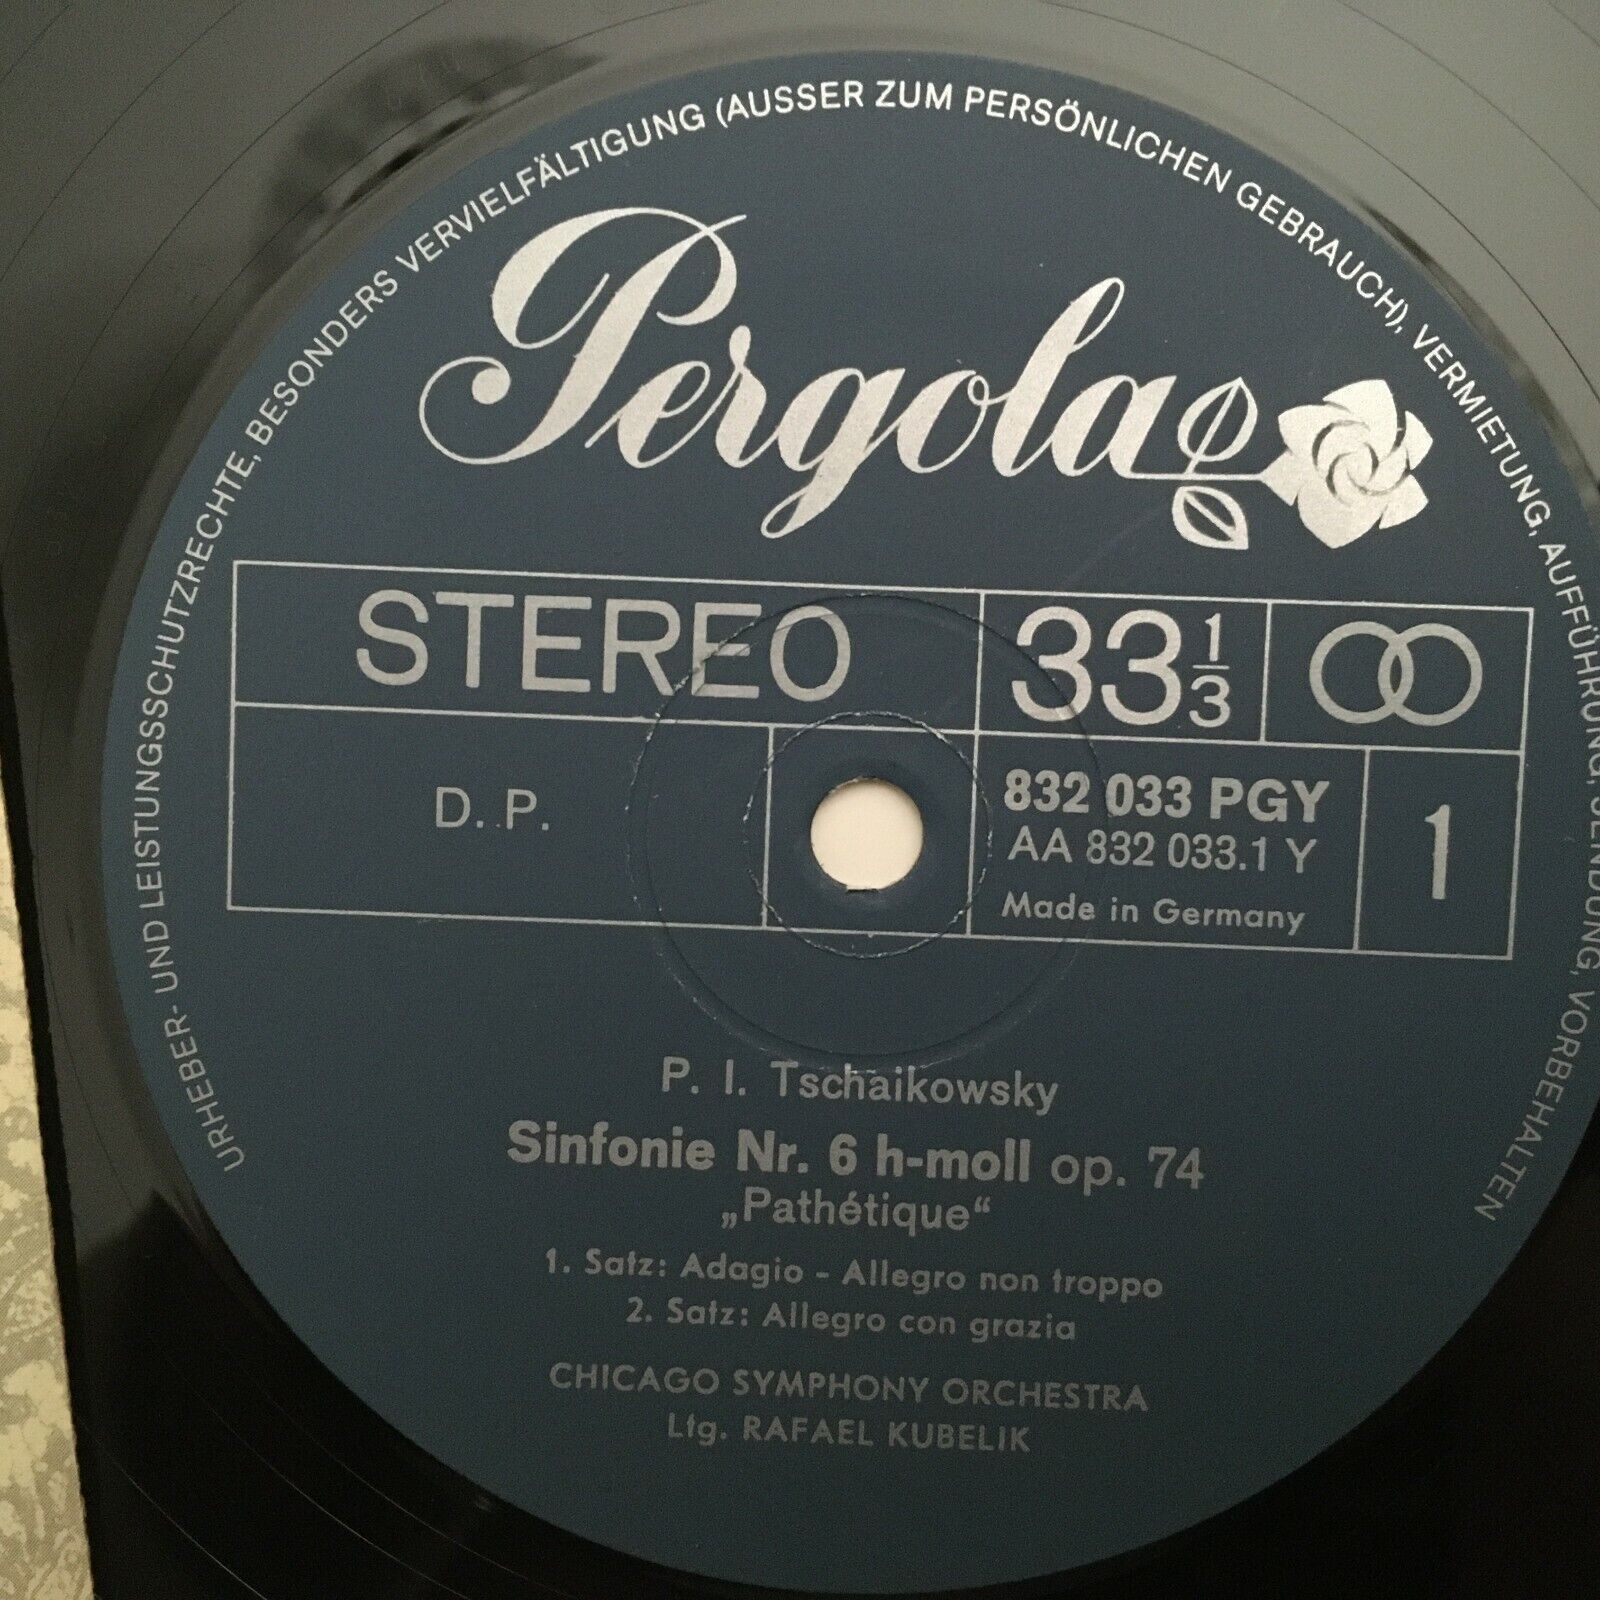 URHEBER- UND LEISTUNGSSCHUTZRECHTE, BESONDERS VERVIELFÄLTIGUNG (AUSSER ZUM PERSÖNLICHEN GEBRAUCH), VERMIETUNG, AUFFÜHRUNG, SENDUNG, VORBEHALTEN
Pergola
STEREO 33 1/3
D. P.
832 033 PGY
AA 832 033.1 Y
Made in Germany
1
P. I. Tschaikowsky
Sinfonie Nr. 6 h-moll op. 74
„Pathétique“
1. Satz: Adagio - Allegro non troppo
2. Satz: Allegro con grazia
CHICAGO SYMPHONY ORCHESTRA
Ltg. RAFAEL KUBELIK